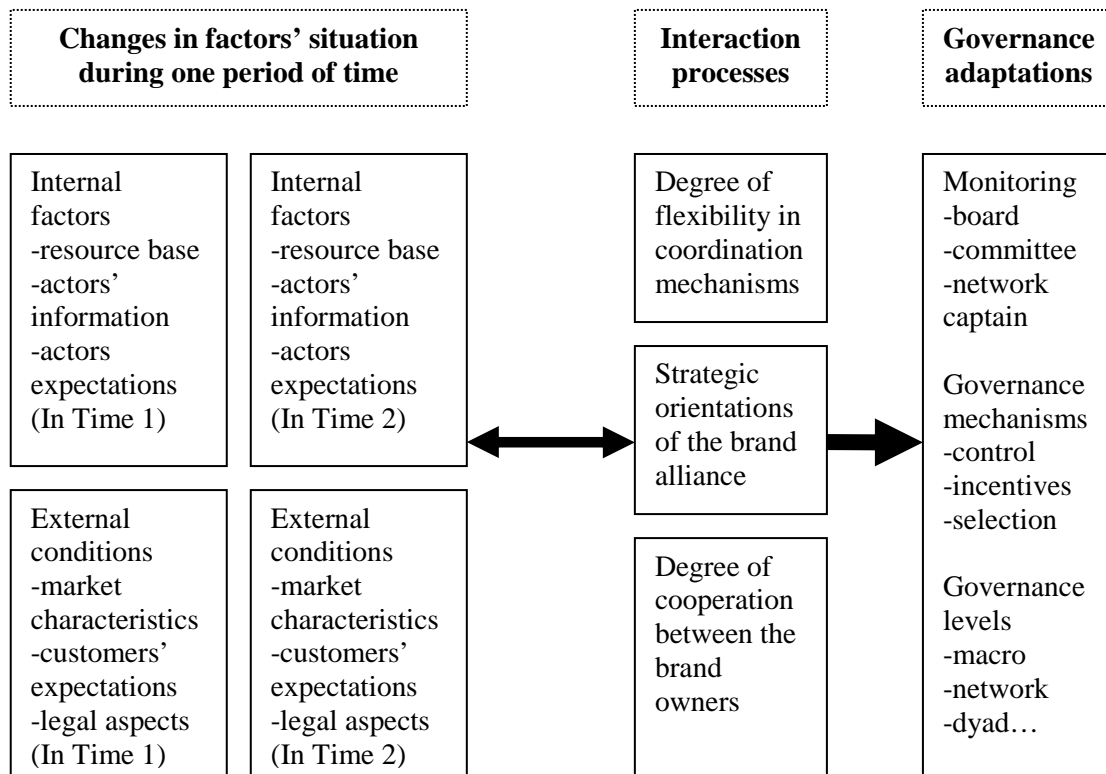 Changes in factors’ situation
during one period of time
Interaction
processes
Governance
adaptations
Internal
factors
-resource base
-actors’
information
-actors
expectations
(In Time 1)
Internal
factors
-resource base
-actors’
information
-actors
expectations
(In Time 2)
External
conditions
-market
characteristics
-customers’
expectations
-legal aspects
(In Time 1)
External
conditions
-market
characteristics
-customers’
expectations
-legal aspects
(In Time 2)
Degree of
flexibility in
coordination
mechanisms
Strategic
orientations
of the brand
alliance
Degree of
cooperation
between the
brand
owners
Monitoring
-board
-committee
-network
captain
Governance
mechanisms
-control
-incentives
-selection
Governance
levels
-macro
-network
-dyad…